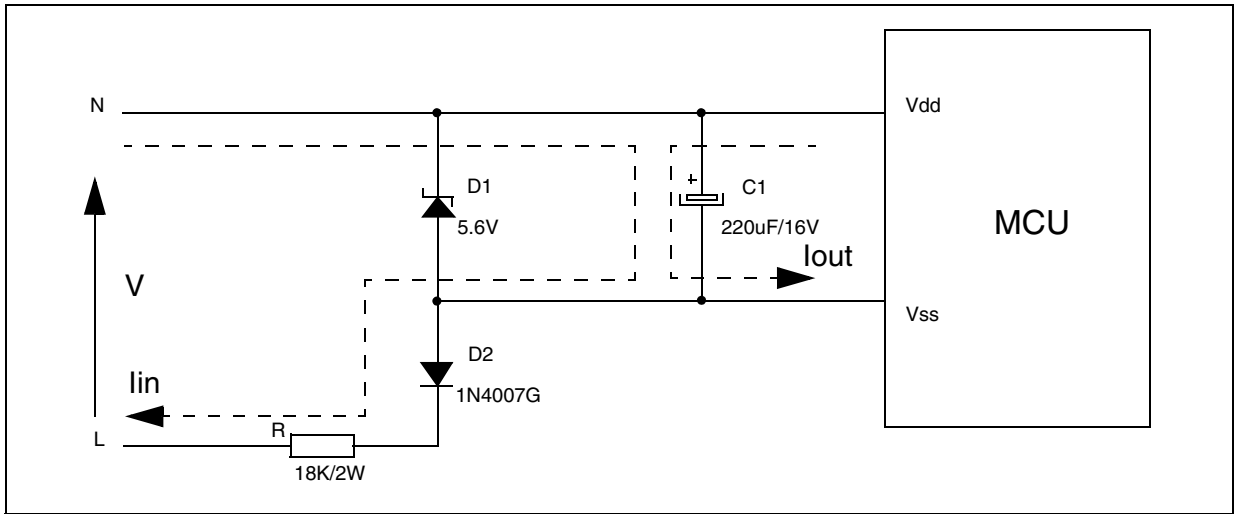 N
Vdd
D1
+
C1
5.6V
220uF/16V
MCU
Iout
V
Vss
D2
Iin
1N4007G
R
L
18K/2W